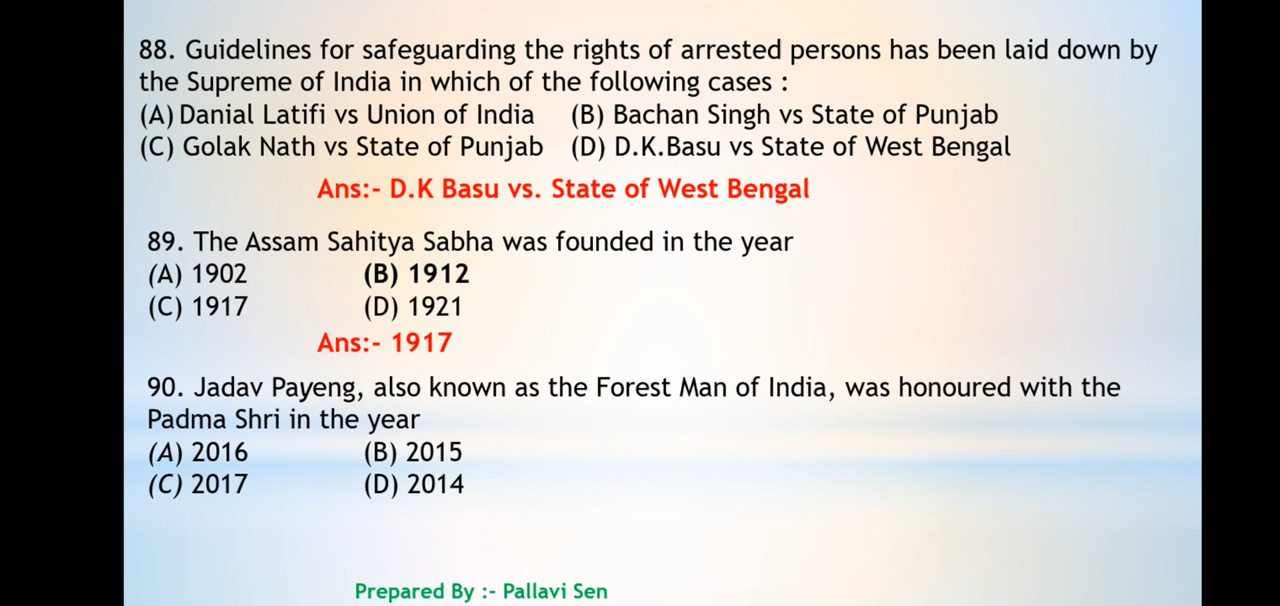 88. Guidelines for safeguarding the rights of arrested persons has been laid down by
the Supreme of India in which of the following cases :
(A) Danial Latifi vs Union of India (B) Bachan Singh vs State of Punjab
(C) Golak Nath vs State of Punjab (D) D.K.Basu vs State of West Bengal
Ans:- D.K Basu vs. State of West Bengal
89. The Assam Sahitya Sabha was founded in the year
(A) 1902 (B) 1912
(C) 1917 (D) 1921
Ans:- 1917
90. Jadav Payeng, also known as the Forest Man of India, was honoured with the
Padma Shri in the year
(A) 2016 (B) 2015
(C) 2017 (D) 2014
Prepared By :- Pallavi Sen